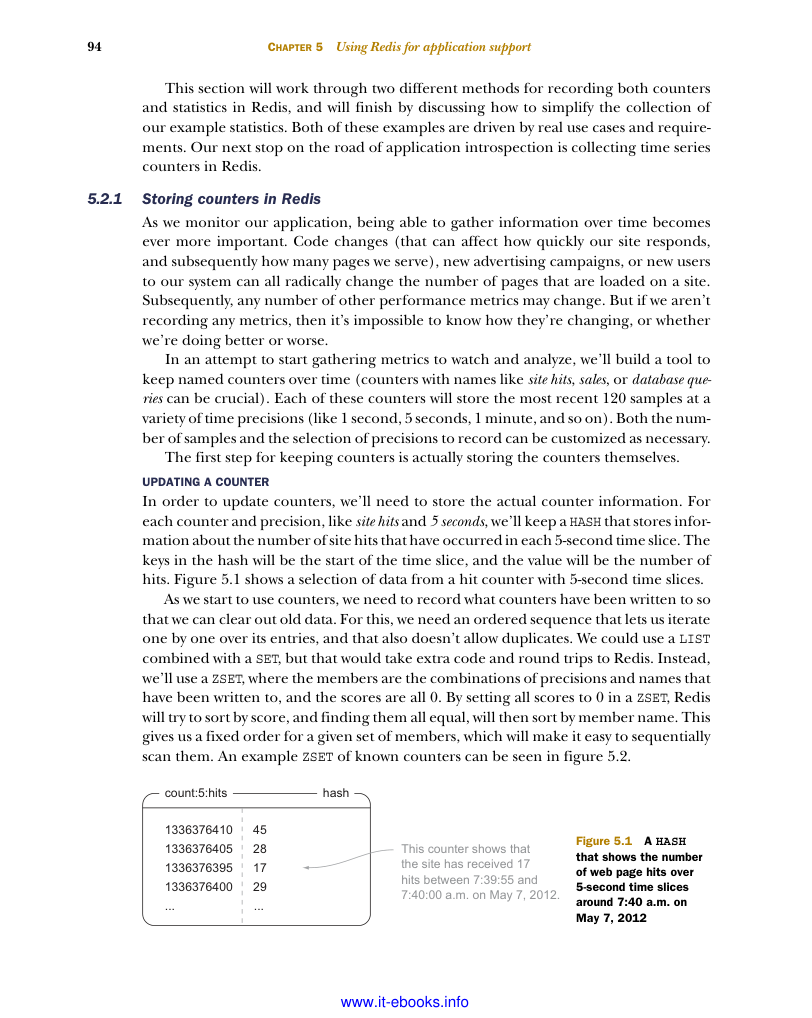 94
CHAPTER 5 Using Redis for application support
This section will work through two different methods for recording both counters
and statistics in Redis, and will finish by discussing how to simplify the collection of
our example statistics. Both of these examples are driven by real use cases and require-
ments. Our next stop on the road of application introspection is collecting time series
counters in Redis.
5.2.1 Storing counters in Redis
As we monitor our application, being able to gather information over time becomes
ever more important. Code changes (that can affect how quickly our site responds,
and subsequently how many pages we serve), new advertising campaigns, or new users
to our system can all radically change the number of pages that are loaded on a site.
Subsequently, any number of other performance metrics may change. But if we aren't
recording any metrics, then it's impossible to know how they're changing, or whether
we're doing better or worse.
In an attempt to start gathering metrics to watch and analyze, we'll build a tool to
keep named counters over time (counters with names like site hits, sales, or database que-
ries can be crucial). Each of these counters will store the most recent 120 samples at a
variety of time precisions (like 1 second, 5 seconds, 1 minute, and so on). Both the num-
ber of samples and the selection of precisions to record can be customized as necessary.
The first step for keeping counters is actually storing the counters themselves.
UPDATING A COUNTER
In order to update counters, we'll need to store the actual counter information. For
each counter and precision, like site hits and 5 seconds, we'll keep a HASH that stores infor-
mation about the number of site hits that have occurred in each 5-second time slice. The
keys in the hash will be the start of the time slice, and the value will be the number of
hits. Figure 5.1 shows a selection of data from a hit counter with 5-second time slices.
As we start to use counters, we need to record what counters have been written to so
that we can clear out old data. For this, we need an ordered sequence that lets us iterate
one by one over its entries, and that also doesn't allow duplicates. We could use a LIST
combined with a SET, but that would take extra code and round trips to Redis. Instead,
we'll use a ZSET, where the members are the combinations of precisions and names that
have been written to, and the scores are all 0. By setting all scores to 0 in a ZSET, Redis
will try to sort by score, and finding them all equal, will then sort by member name. This
gives us a fixed order for a given set of members, which will make it easy to sequentially
scan them. An example ZSET of known counters can be seen in figure 5.2.
count:5:hits hash
1336376410 45
1336376405 28
1336376395 17
1336376400 29
... ...
This counter shows that
the site has received 17
hits between 7:39:55 and
7:40:00 a.m. on May 7, 2012.
Figure 5.1 A HASH
that shows the number
of web page hits over
5-second time slices
around 7:40 a.m. on
May 7, 2012
www.it-ebooks.info